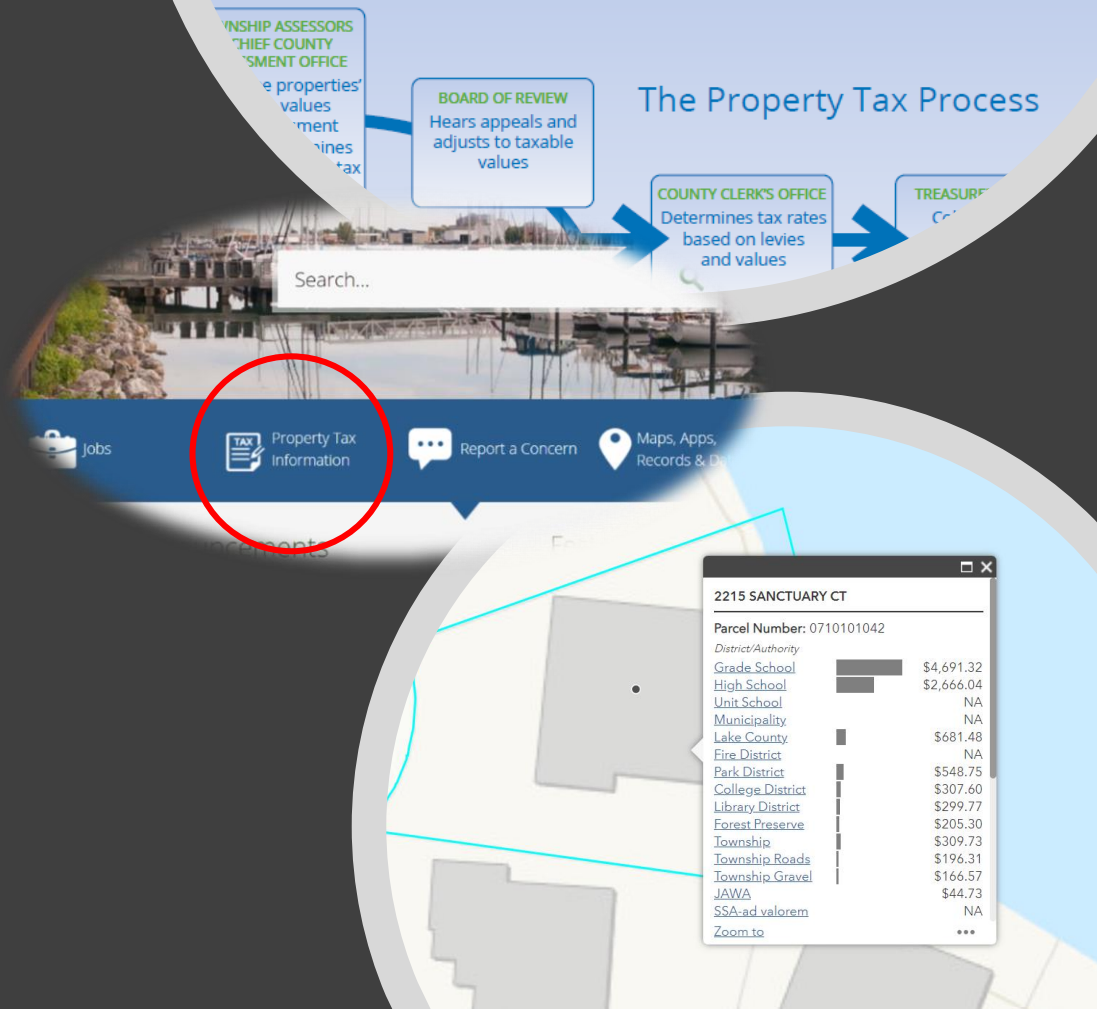 ASSESSORS
COUNTY
OFFICE
properties'
values
BOARD OF REVIEW
Hears appeals and
adjusts to taxable
values
The Property Tax Process
COUNTY CLERK'S OFFICE
Determines tax rates
based on levies
and values
Search...
Jobs
Property Tax
Information
Report a Concern
Maps, Apps,
Records &
2215 SANCTUARY CT
Parcel Number: 0710101042
District/Authority
Grade School $4,691.32
High School $2,666.04
Unit School NA
Municipality NA
Lake County $681.48
Fire District NA
Park District $548.75
College District $307.60
Library District $299.77
Forest Preserve $205.30
Township $309.73
Township Roads $196.31
Township Gravel $166.57
JAWA $44.73
SSA-ad valorem NA
Zoom to